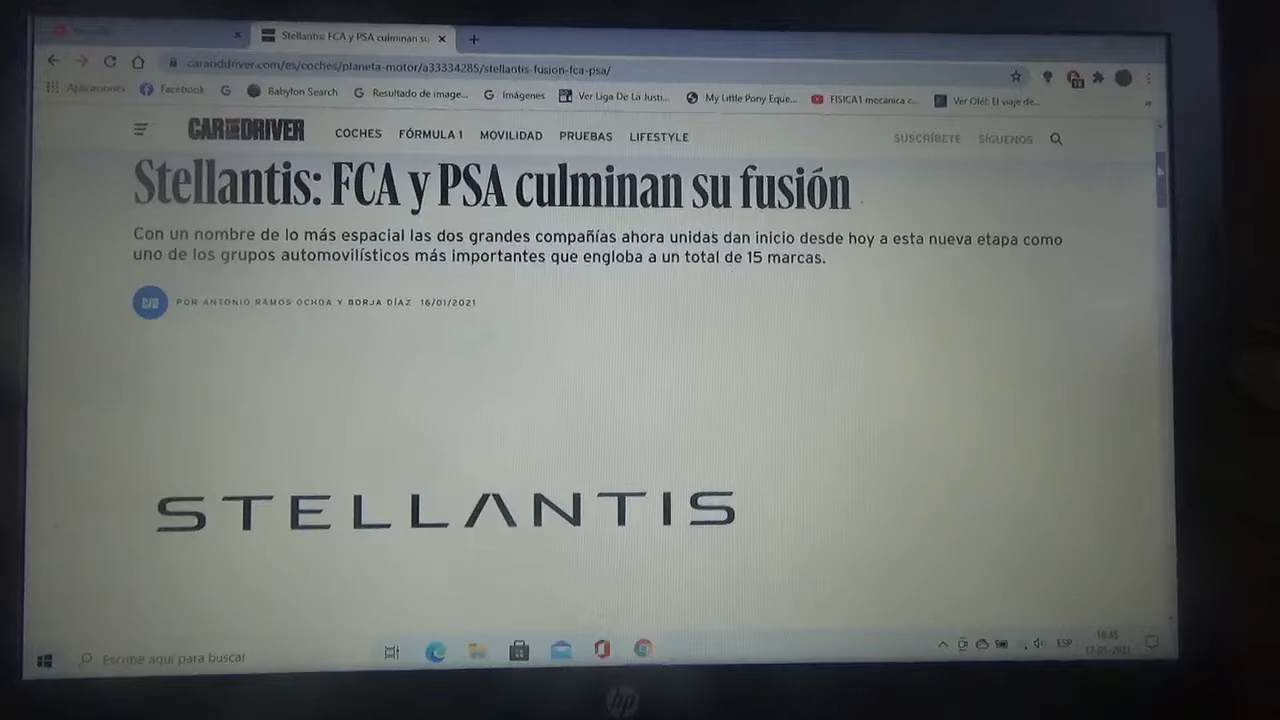 Stellantis: FCA y PSA culminan su
caranddriver.com/es/coches/planeta-motor/a33334285/stellantis-fusion-fca-psa/
Aplicaciones Facebook Babylon Search Resultado de image... Imágenes Ver Liga De La Justi... My Little Pony Eque... FISICA1 mecanica c... Ver Olé!: El viaje de...
CAR AND DRIVER COCHES FÓRMULA 1 MOVILIDAD PRUEBAS LIFESTYLE SUSCRÍBETE SÍGUENOS
Stellantis: FCA y PSA culminan su fusión
Con un nombre de lo más espacial las dos grandes compañías ahora unidas dan inicio desde hoy a esta nueva etapa como
uno de los grupos automovilísticos más importantes que engloba a un total de 15 marcas.
C/D POR ANTONIO RAMOS OCHOA Y BORJA DÍAZ 16/01/2021
STELLANTIS
Escribe aquí para buscar
ESP
hp